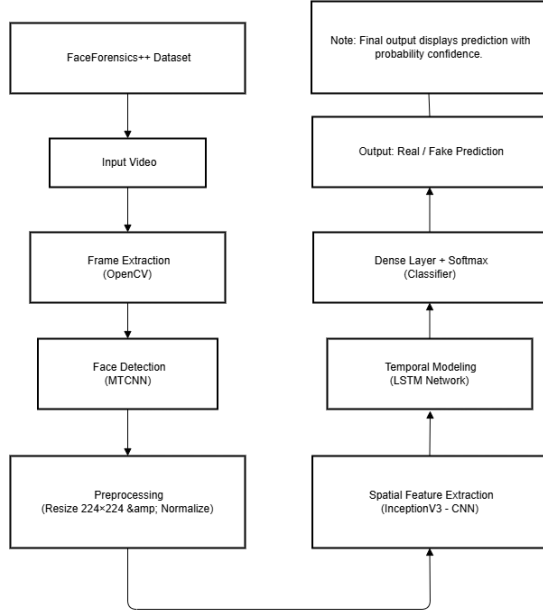 FaceForensics++ Dataset
Input Video
Frame Extraction
(OpenCV)
Face Detection
(MTCNN)
Preprocessing
(Resize 224×224 &amp; Normalize)
Spatial Feature Extraction
(InceptionV3 - CNN)
Temporal Modeling
(LSTM Network)
Dense Layer + Softmax
(Classifier)
Output: Real / Fake Prediction
Note: Final output displays prediction with
probability confidence.